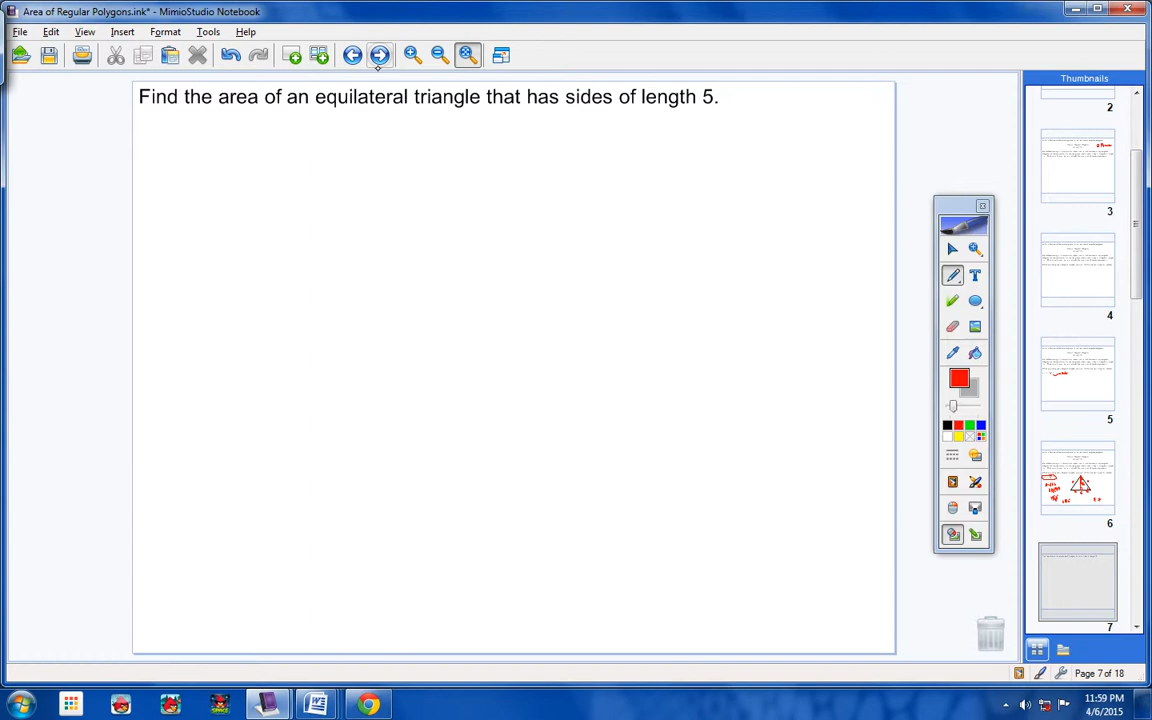 Area of Regular Polygons.ink* - MimioStudio Notebook
File Edit View Insert Format Tools Help
Find the area of an equilateral triangle that has sides of length 5.
Thumbnails
2
3
4
5
6
7
Page 7 of 18
11:59 PM
4/6/2015